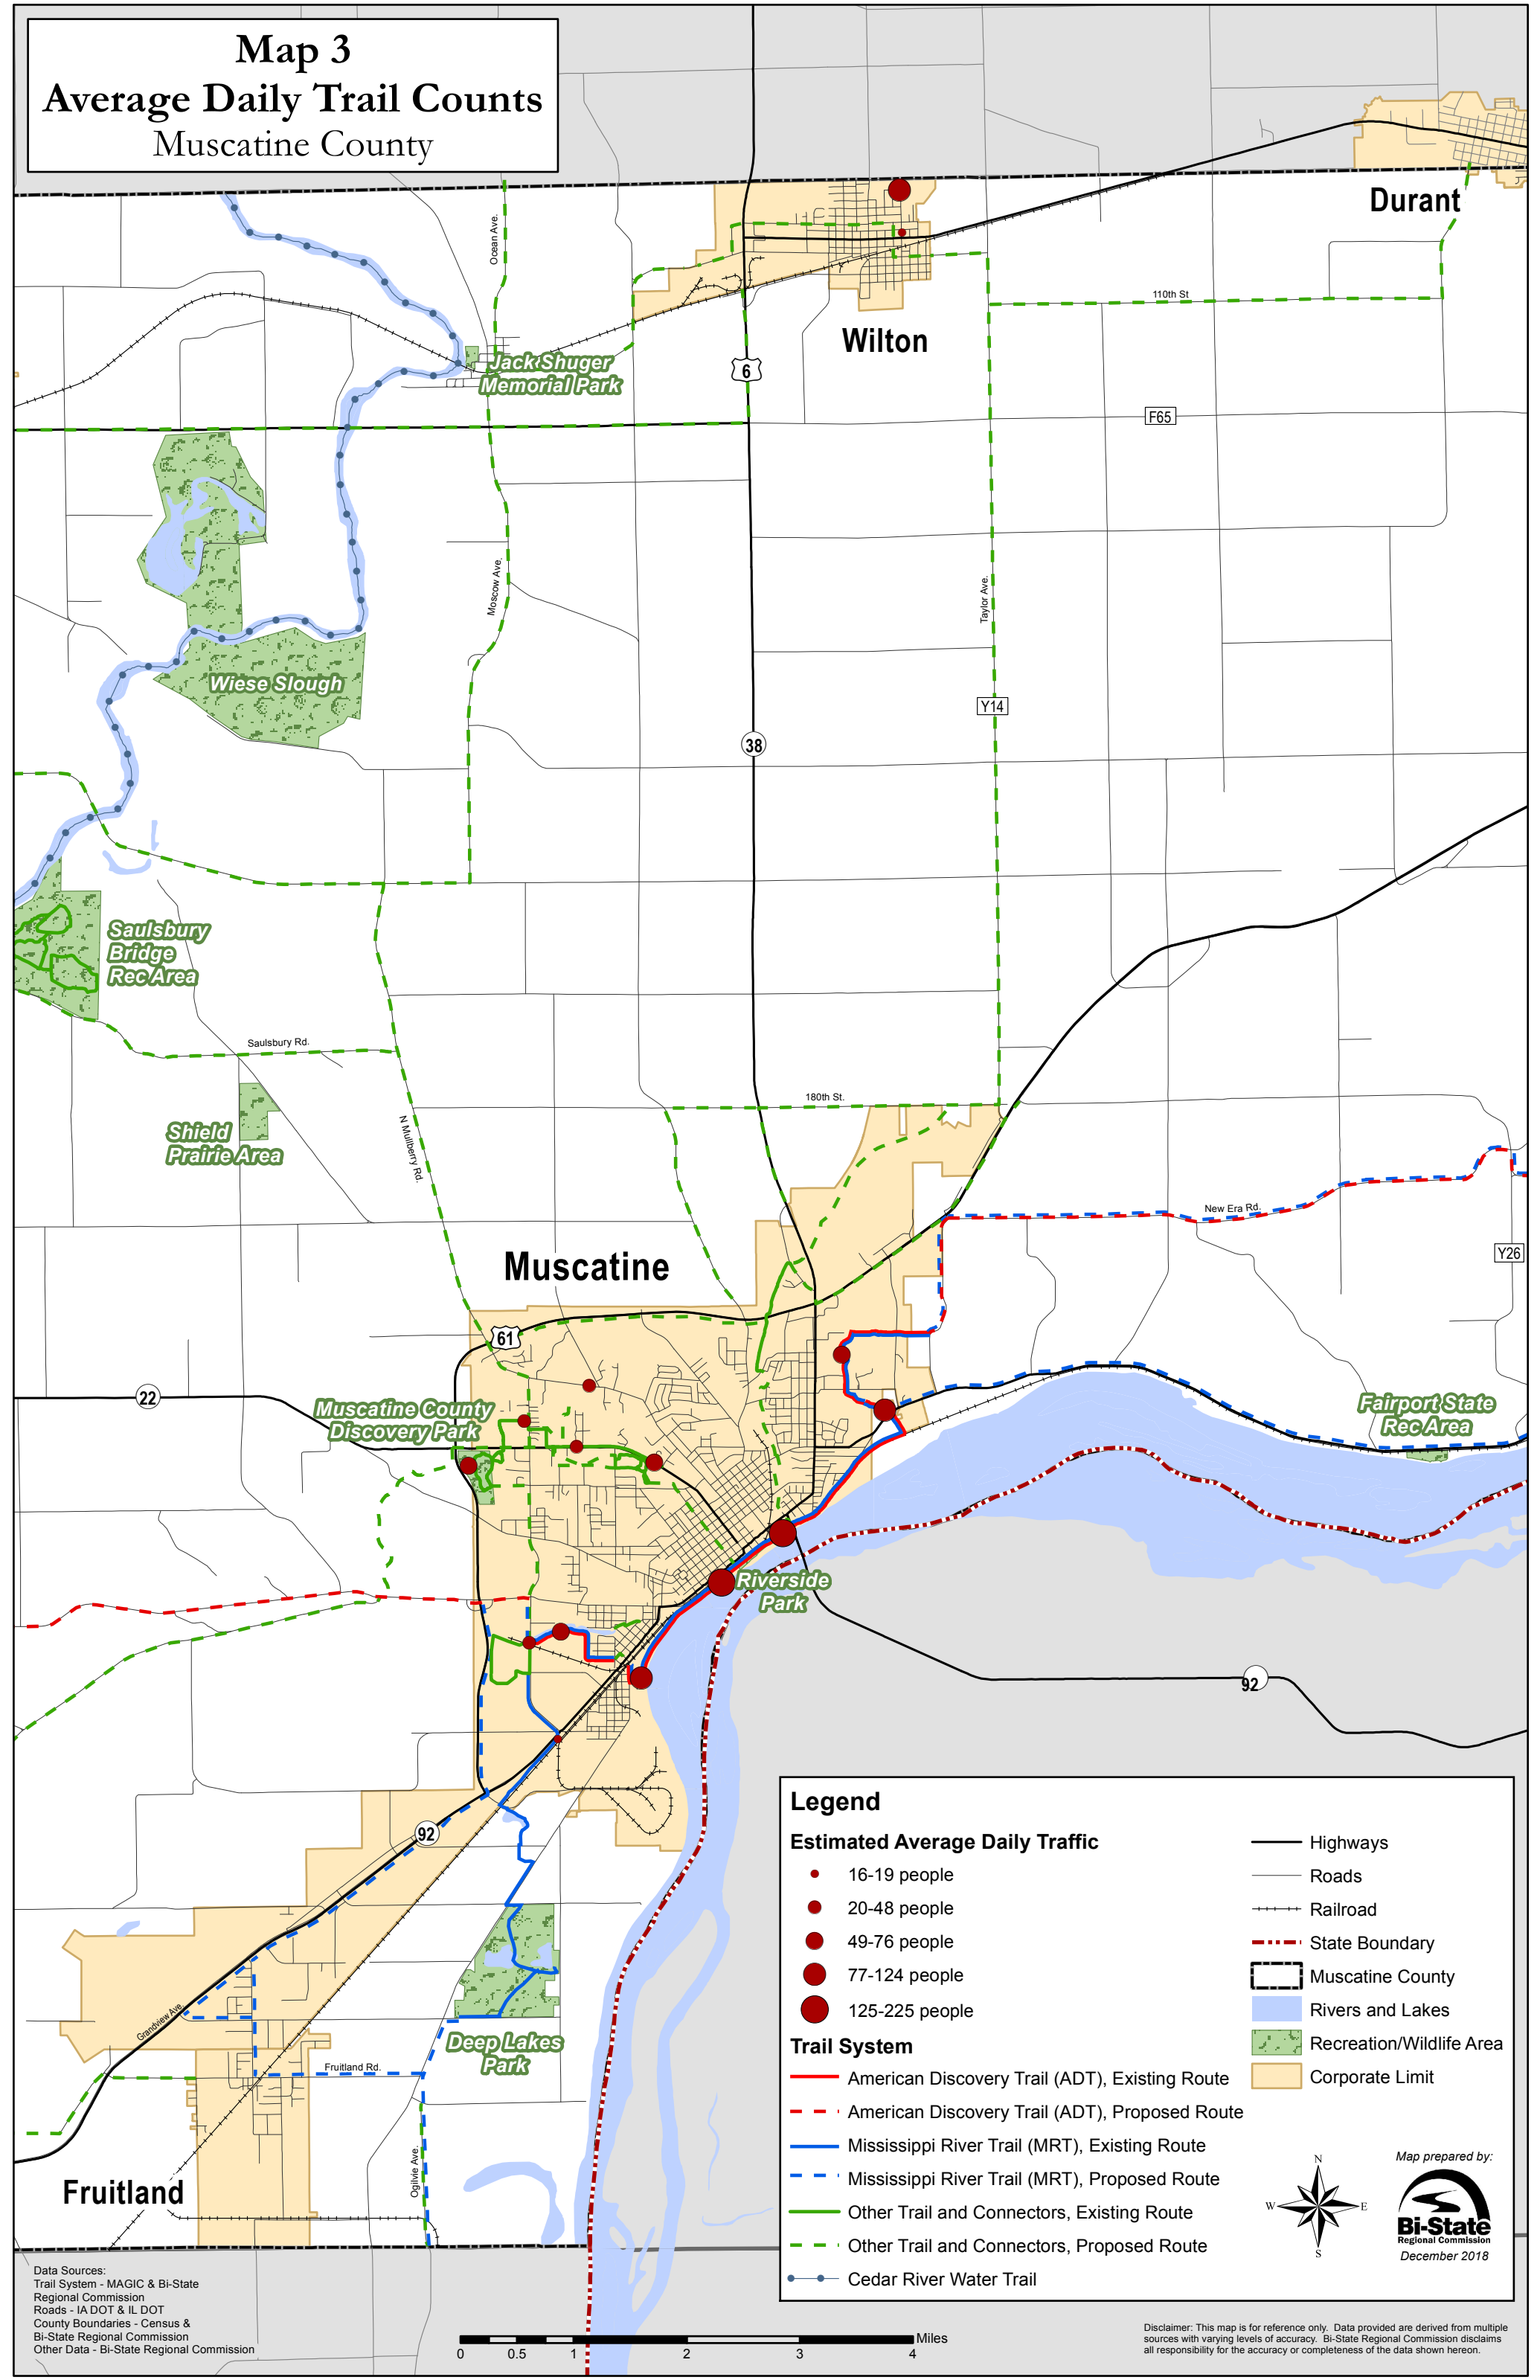 Map 3
Average Daily Trail Counts
Muscatine County
Durant
Ocean Ave.
110th St
Wilton
Jack Shuger
Memorial Park
6
F65
Moscow Ave.
Taylor Ave.
Wiese Slough
Y14
38
Saulsbury
Bridge
Rec Area
Saulsbury Rd.
180th St.
N Mullberry Rd.
Shield
Prairie Area
New Era Rd.
Y26
Muscatine
61
22
Muscatine County
Discovery Park
Fairport State
Rec Area
Riverside
Park
92
92
Grandview Ave.
Deep Lakes
Park
Fruitland Rd.
Ogilvie Ave.
Fruitland
Legend
Estimated Average Daily Traffic
16-19 people
20-48 people
49-76 people
77-124 people
125-225 people
Trail System
American Discovery Trail (ADT), Existing Route
American Discovery Trail (ADT), Proposed Route
Mississippi River Trail (MRT), Existing Route
Mississippi River Trail (MRT), Proposed Route
Other Trail and Connectors, Existing Route
Other Trail and Connectors, Proposed Route
Cedar River Water Trail
Highways
Roads
Railroad
State Boundary
Muscatine County
Rivers and Lakes
Recreation/Wildlife Area
Corporate Limit
N
W E
S
Map prepared by:
Bi-State
Regional Commission
December 2018
Data Sources:
Trail System - MAGIC & Bi-State
Regional Commission
Roads - IA DOT & IL DOT
County Boundaries - Census &
Bi-State Regional Commission
Other Data - Bi-State Regional Commission
Miles
0 0.5 1 2 3 4
Disclaimer: This map is for reference only. Data provided are derived from multiple
sources with varying levels of accuracy. Bi-State Regional Commission disclaims
all responsibility for the accuracy or completeness of the data shown hereon.